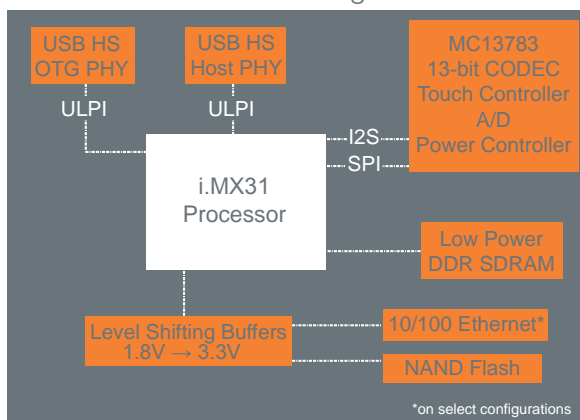 USB HS
OTG PHY
USB HS
Host PHY
MC13783
13-bit CODEC
Touch Controller
A/D
Power Controller
ULPI
ULPI
I2S
SPI
i.MX31
Processor
Low Power
DDR SDRAM
Level Shifting Buffers
1.8V → 3.3V
10/100 Ethernet*
NAND Flash
*on select configurations